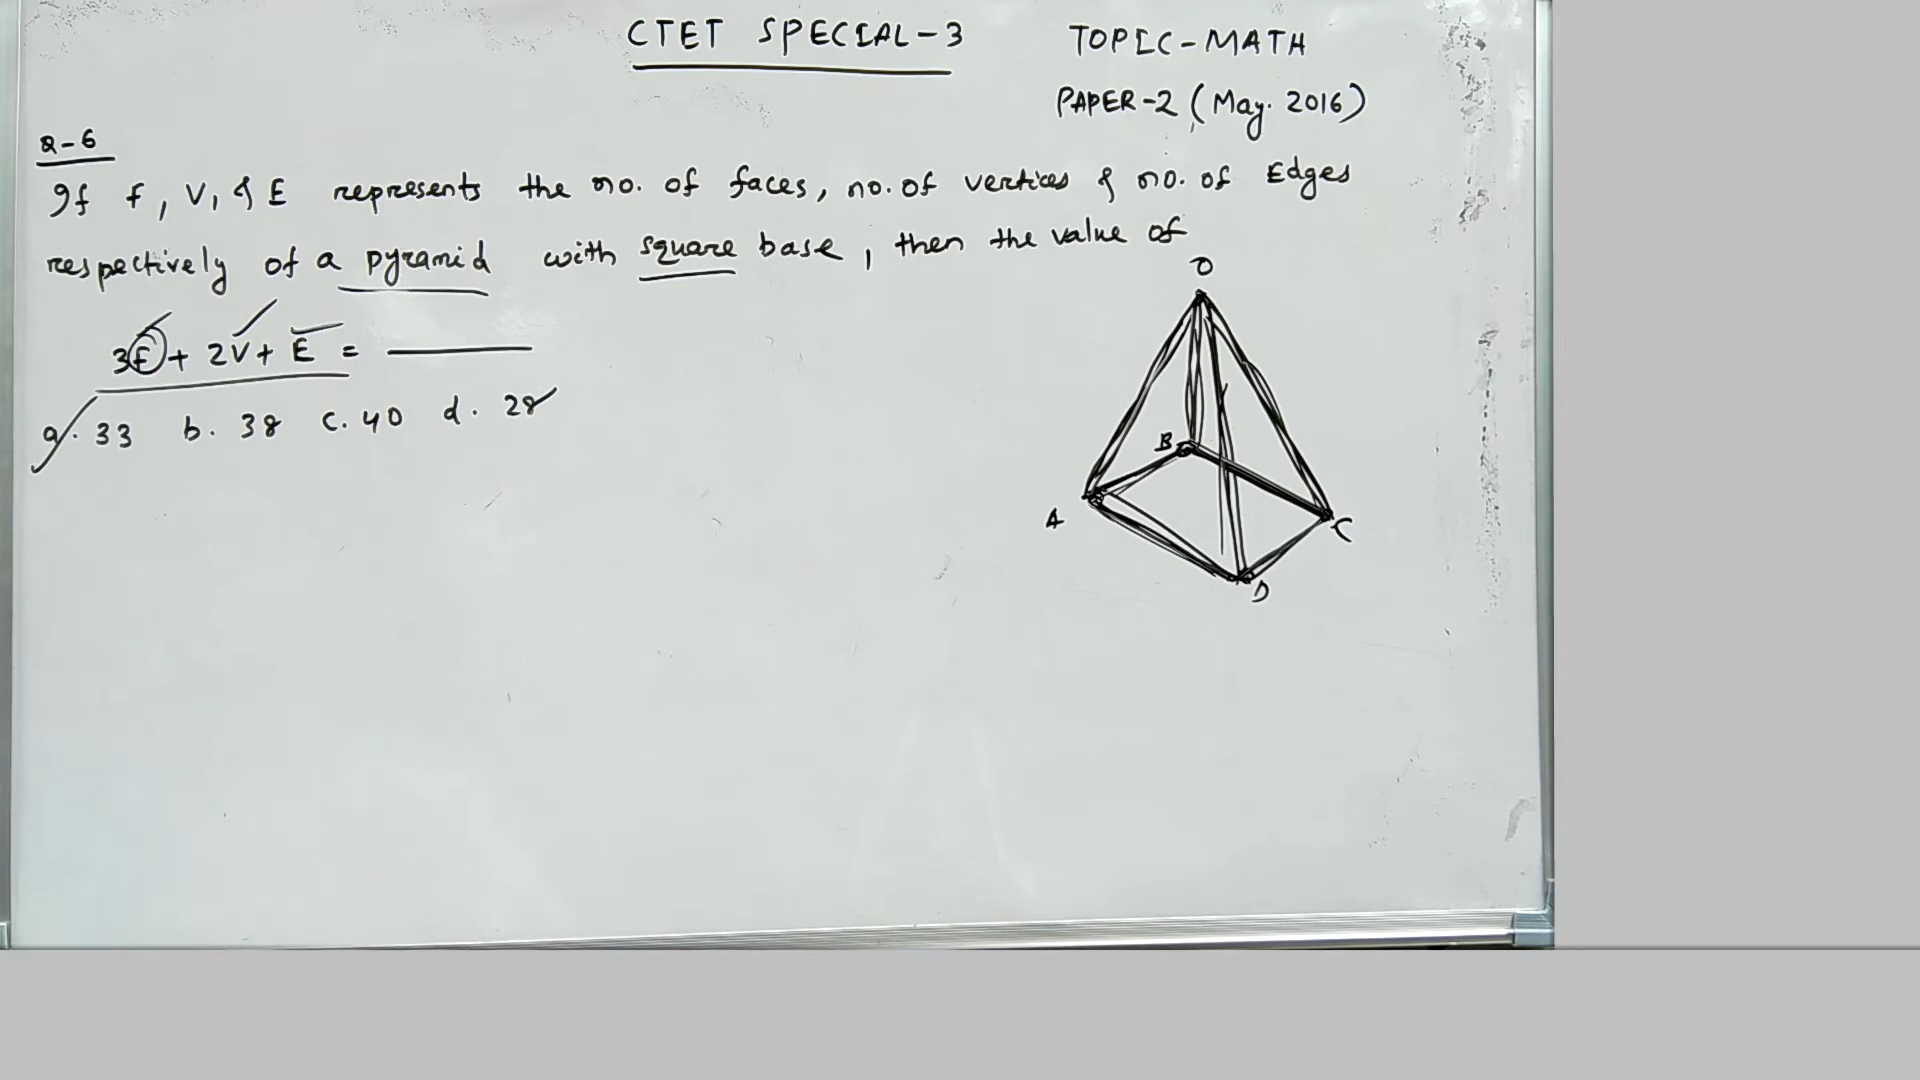 CTET SPECIAL-3
TOPIC-MATH
PAPER-2 (May. 2016)
Q-6
If F, V, & E represents the no. of faces, no. of vertices & no. of Edges
respectively of a pyramid with square base, then the value of
3F + 2V + E = ______
a. 33 b. 38 c. 40 d. 28
O
B
A
C
D